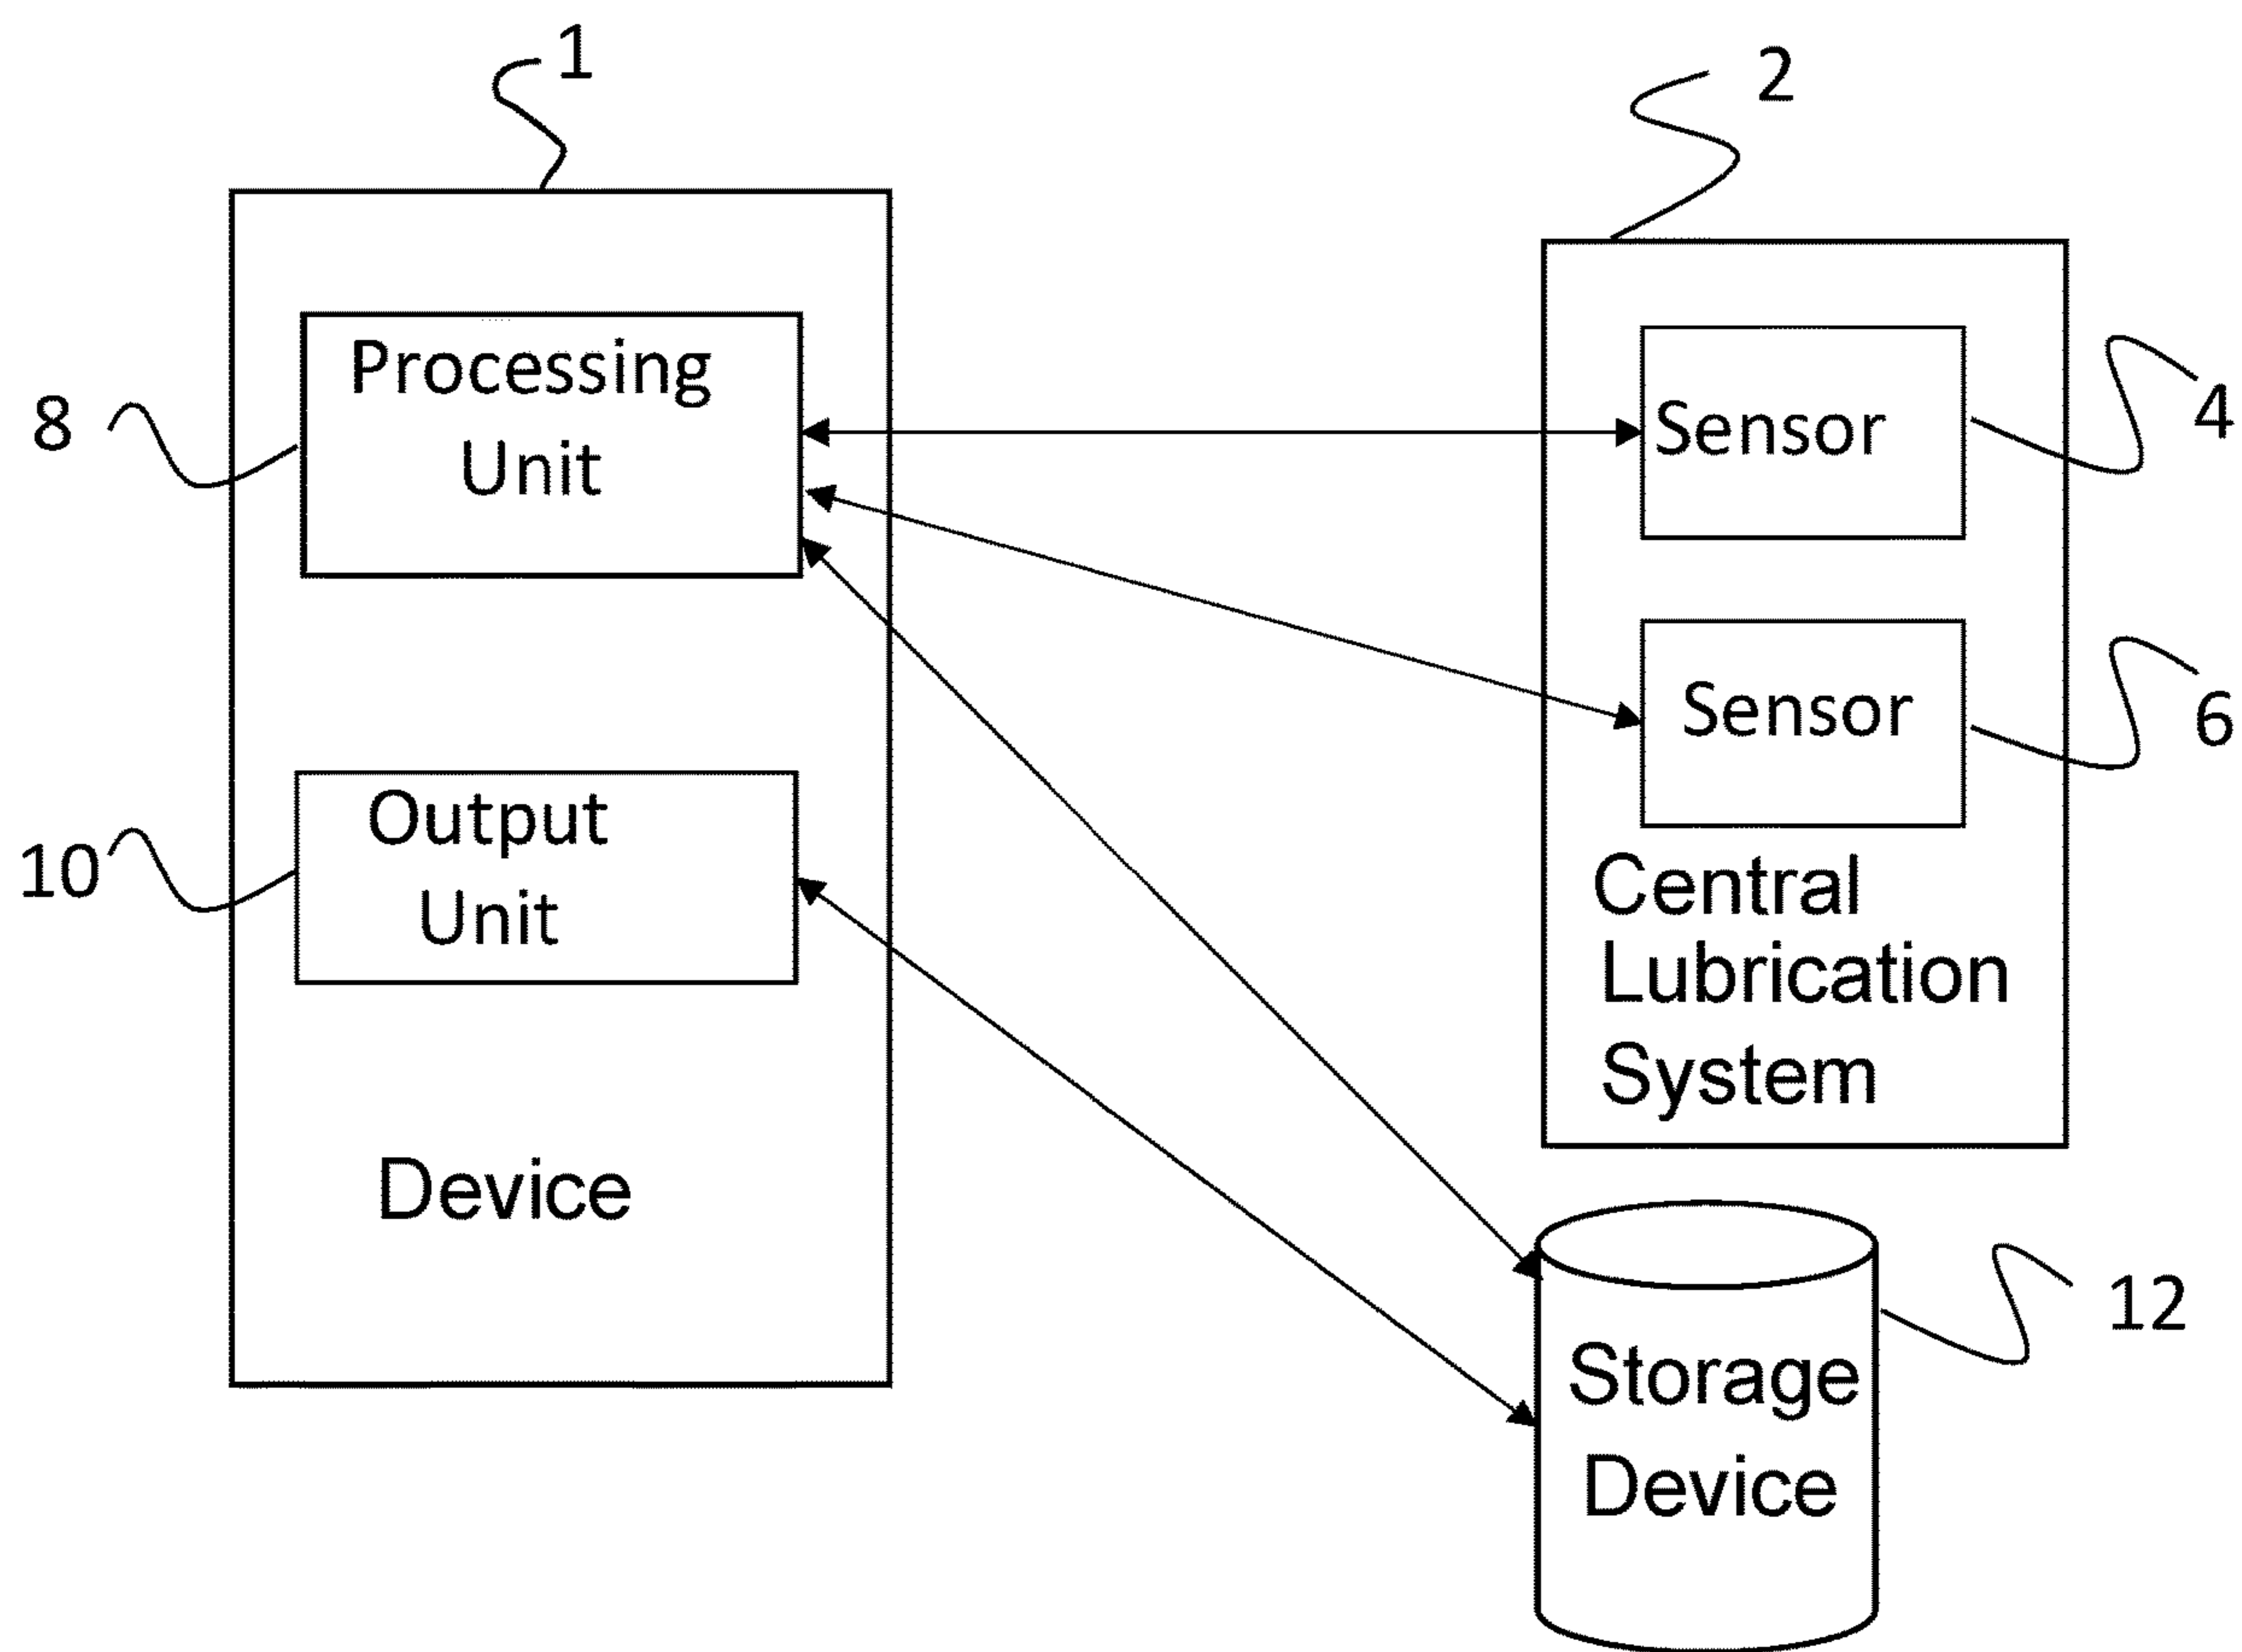 1
2
Processing
Unit
8
Sensor
4
Sensor
6
Output
Unit
10
Central
Lubrication
System
Device
12
Storage
Device